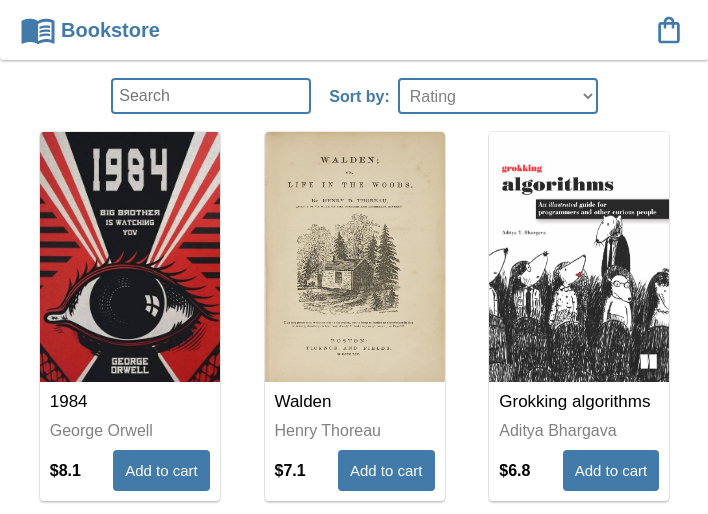 Bookstore
Search
Sort by:
Rating
1984
BIG BROTHER
IS WATCHING
YOU
GEORGE
ORWELL
WALDEN;
OR,
LIFE IN THE WOODS.
BY HENRY D. THOREAU,
BOSTON:
TICKNOR AND FIELDS.
grokking
algorithms
An illustrated guide for
programmers and other curious people
Aditya Y. Bhargava
1984
George Orwell
$8.1
Add to cart
Walden
Henry Thoreau
$7.1
Add to cart
Grokking algorithms
Aditya Bhargava
$6.8
Add to cart